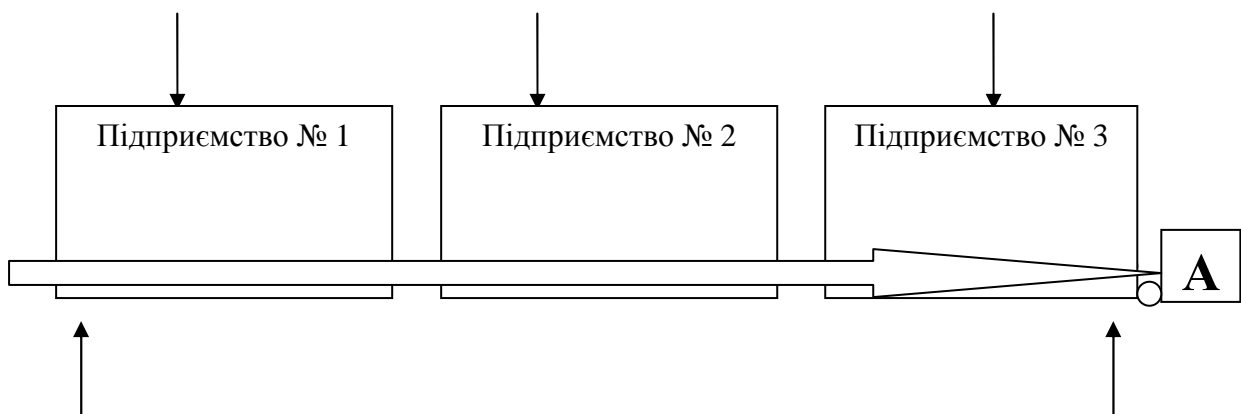 Підприємство № 1
Підприємство № 2
Підприємство № 3
А